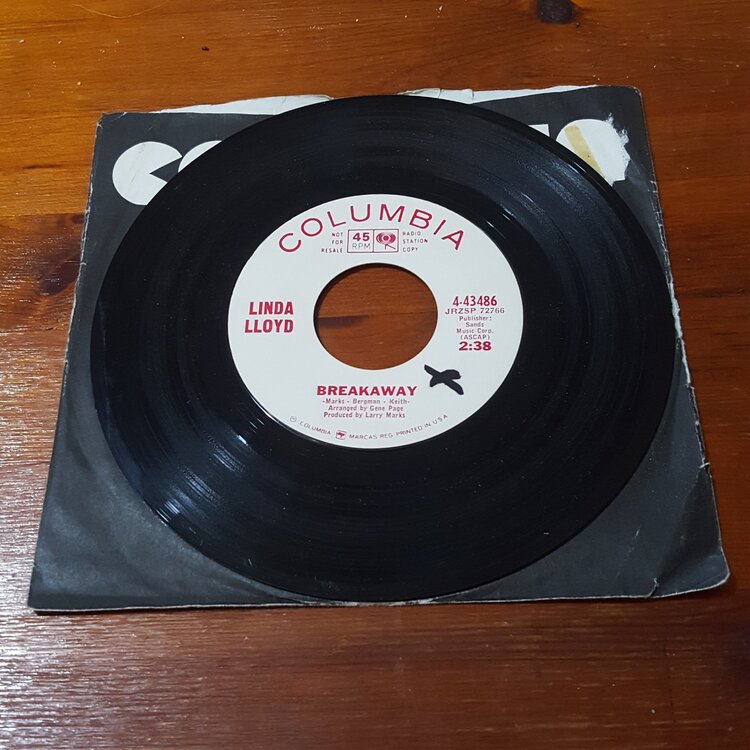 COLUMBIA
NOT FOR RESALE
45 RPM
RADIO STATION COPY
LINDA
LLOYD
4-43486
JRZSP 72766
Publisher:
Sands
Music Corp.
(ASCAP)
2:38
BREAKAWAY
-Marks - Bergman - Keith-
Arranged by Gene Page
Produced by Larry Marks
Ⓟ COLUMBIA MARCAS REG. PRINTED IN U.S.A.